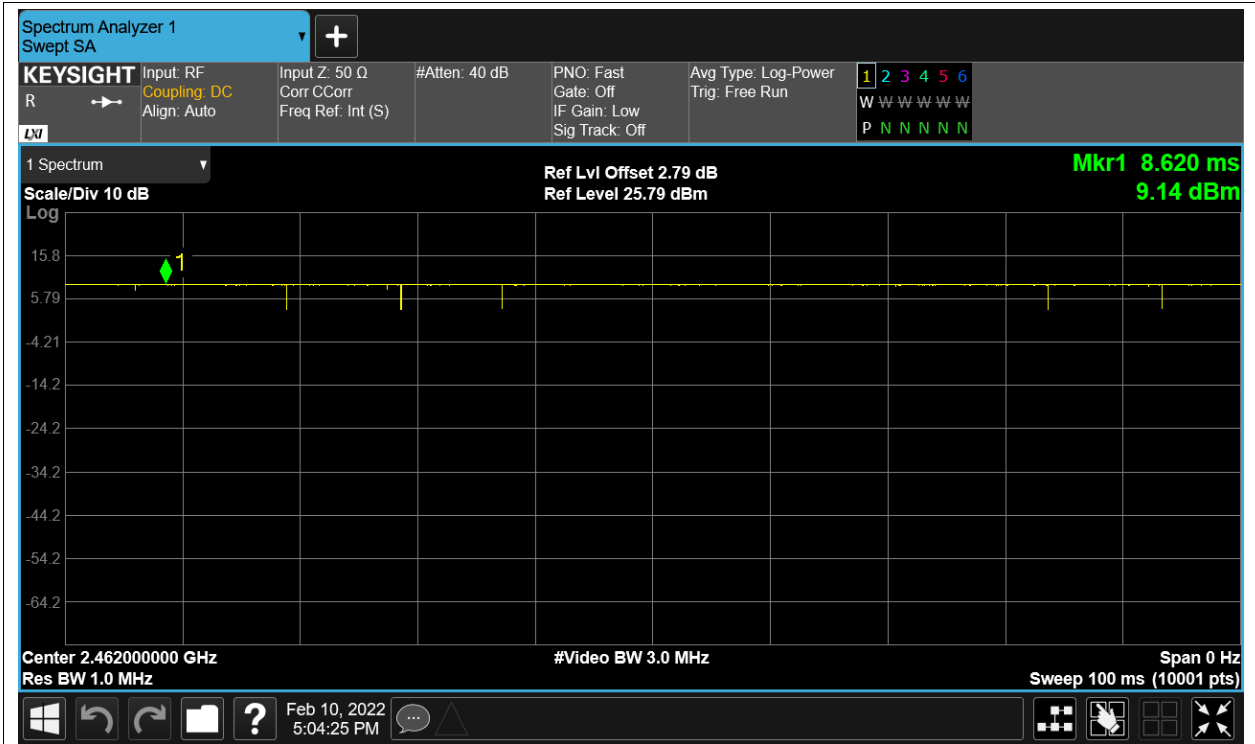 Spectrum Analyzer 1
Swept SA
KEYSIGHT
R
LXI
Input: RF
Coupling: DC
Align: Auto
Input Z: 50 Ω
Corr CCorr
Freq Ref: Int (S)
#Atten: 40 dB
PNO: Fast
Gate: Off
IF Gain: Low
Sig Track: Off
Avg Type: Log-Power
Trig: Free Run
1 2 3 4 5 6
W W W W W W
P N N N N N
1 Spectrum
Scale/Div 10 dB
Ref Lvl Offset 2.79 dB
Ref Level 25.79 dBm
Mkr1 8.620 ms
9.14 dBm
Log
1
15.8
5.79
-4.21
-14.2
-24.2
-34.2
-44.2
-54.2
-64.2
Center 2.462000000 GHz
#Video BW 3.0 MHz
Span 0 Hz
Res BW 1.0 MHz
Sweep 100 ms (10001 pts)
?
Feb 10, 2022
5:04:25 PM